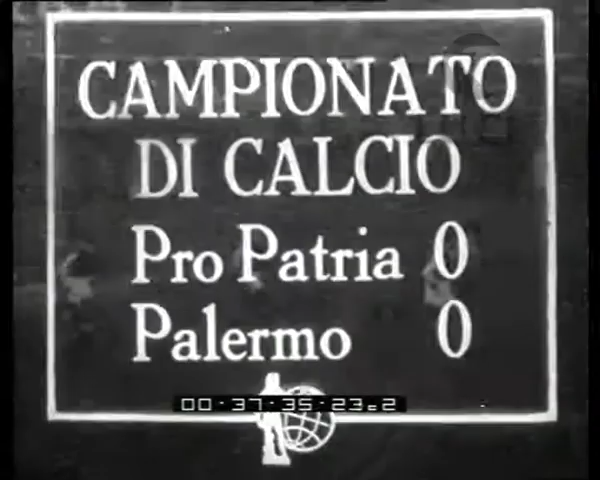 CAMPIONATO
DI CALCIO
Pro Patria 0
Palermo 0
00·37·35·23.2